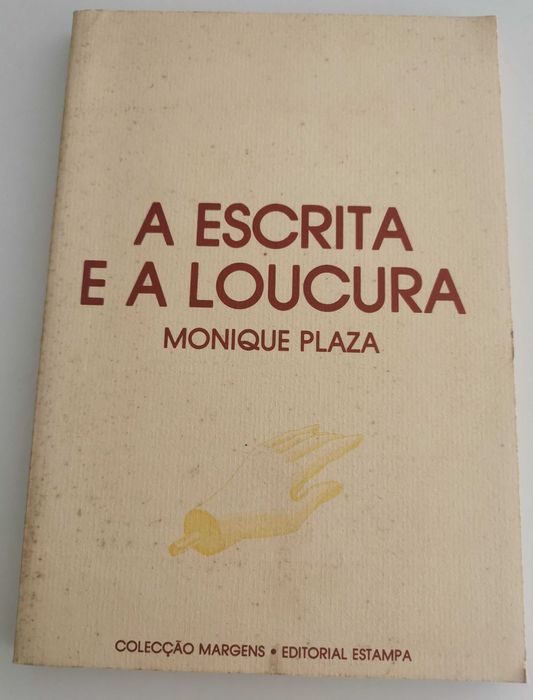 A ESCRITA
E A LOUCURA
MONIQUE PLAZA
COLECÇÃO MARGENS • EDITORIAL ESTAMPA